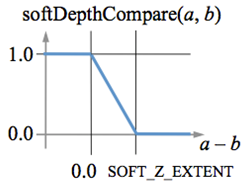 softDepthCompare(a, b)
1.0
0.0
a – b
0.0 SOFT_Z_EXTENT